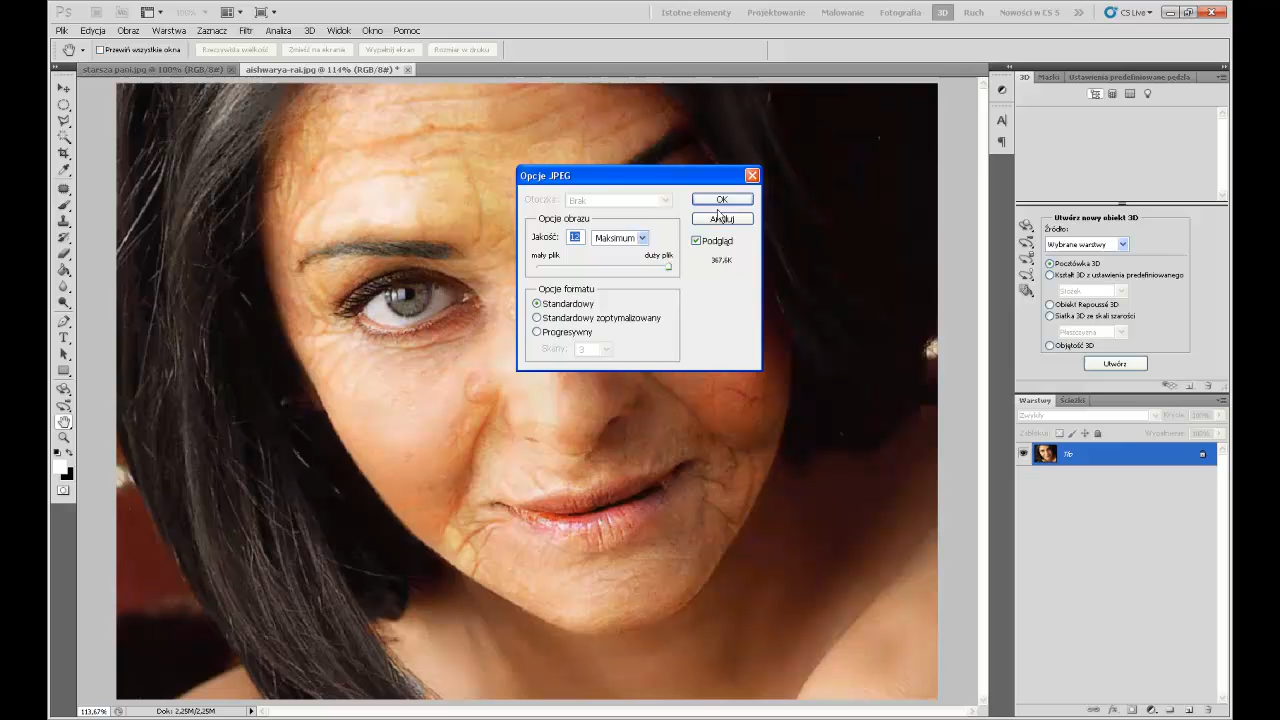 Ps Br Mb 100% Istotne elementy Projektowanie Malowanie Fotografia 3D Ruch Nowości w CS 5 >> CS Live
Plik Edycja Obraz Warstwa Zaznacz Filtr Analiza 3D Widok Okno Pomoc
Przewiń wszystkie okna Rzeczywista wielkość Zmieść na ekranie Wypełnij ekran Rozmiar w druku
starsza pani.jpg @ 100% (RGB/8#) aishwarya-rai.jpg @ 114% (RGB/8#) *
3D Maski Ustawienia predefiniowane pędzla
Opcje JPEG
Otoczka: Brak OK
Opcje obrazu Anuluj
Jakość: 12 Maksimum Podgląd
mały plik duży plik 367,6K
Opcje formatu
Standardowy
Standardowy zoptymalizowany
Progresywny
Skany: 3
Utwórz nowy obiekt 3D
Źródło:
Wybrane warstwy
Pocztówka 3D
Kształt 3D z ustawienia predefiniowanego
Stożek
Obiekt Repoussé 3D
Siatka 3D ze skali szarości
Płaszczyzna
Objętość 3D
Utwórz
Warstwy Ścieżki
Zwykły Krycie: 100%
Zablokuj: Wypełnienie: 100%
Tło
113,67% Dok: 2,25M/2,25M